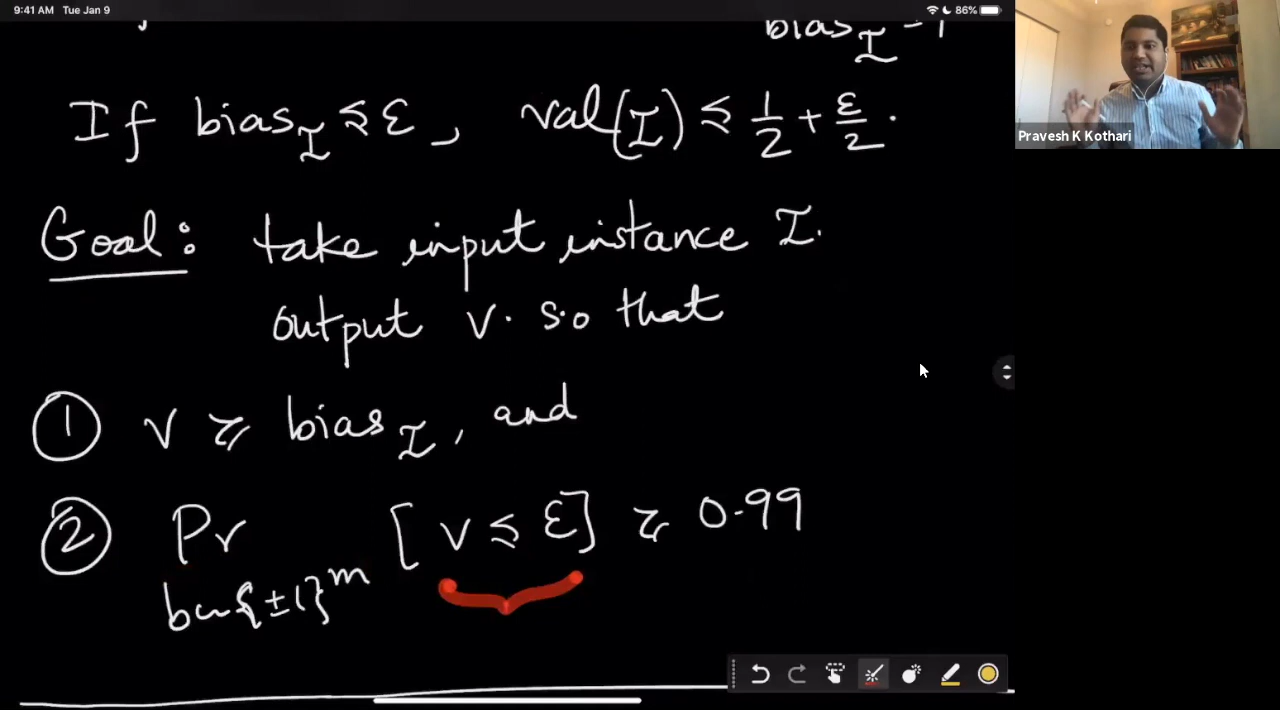 9:41 AM Tue Jan 9
86%
bias_I - 1
If bias_I ≤ ε, val(I) ≤ 1/2 + ε/2.
Goal: take input instance I.
output v. s.o that
① v ≥ bias_I, and
② Pr [v ≤ ε] ≥ 0.99
b~{±1}^m
Pravesh K Kothari